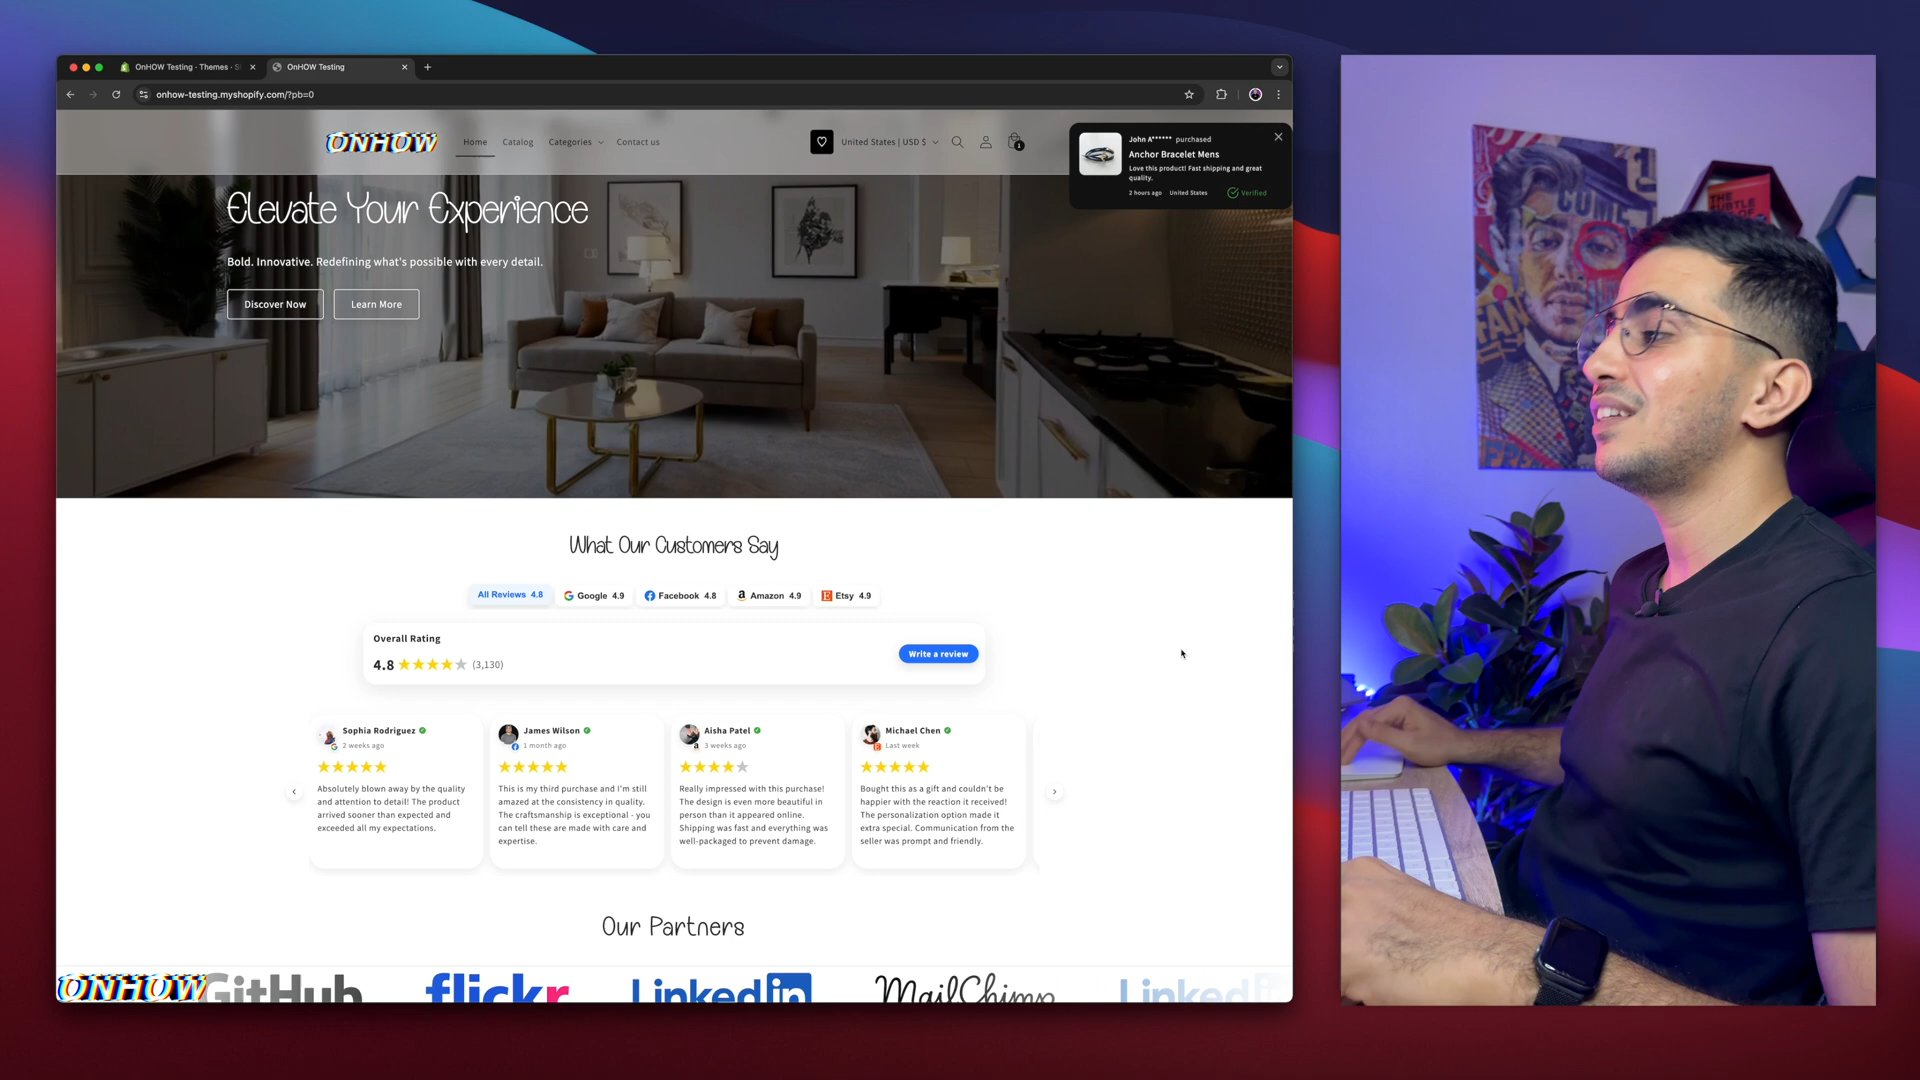 OnHOW Testing · Themes · S
OnHOW Testing
onhow-testing.myshopify.com/?pb=0
ONHOW
Home
Catalog
Categories
Contact us
United States | USD $
1
John A****** purchased
Anchor Bracelet Mens
Love this product! Fast shipping and great
quality.
2 hours ago
United States
Verified
Elevate Your Experience
Bold. Innovative. Redefining what's possible with every detail.
Discover Now
Learn More
What Our Customers Say
All Reviews 4.8
Google 4.9
Facebook 4.8
Amazon 4.9
Etsy 4.9
Overall Rating
4.8
(3,130)
Write a review
Sophia Rodriguez
2 weeks ago
Absolutely blown away by the quality
and attention to detail! The product
arrived sooner than expected and
exceeded all my expectations.
James Wilson
1 month ago
This is my third purchase and I'm still
amazed at the consistency in quality.
The craftsmanship is exceptional - you
can tell these are made with care and
expertise.
Aisha Patel
3 weeks ago
Really impressed with this purchase!
The design is even more beautiful in
person than it appeared online.
Shipping was fast and everything was
well-packaged to prevent damage.
Michael Chen
Last week
Bought this as a gift and couldn't be
happier with the reaction it received!
The personalization option made it
extra special. Communication from the
seller was prompt and friendly.
Our Partners
ONHOW
GitHub
flickr
LinkedIn
MailChimp
LinkedIn
THE
SUBTLE
OF
FAN